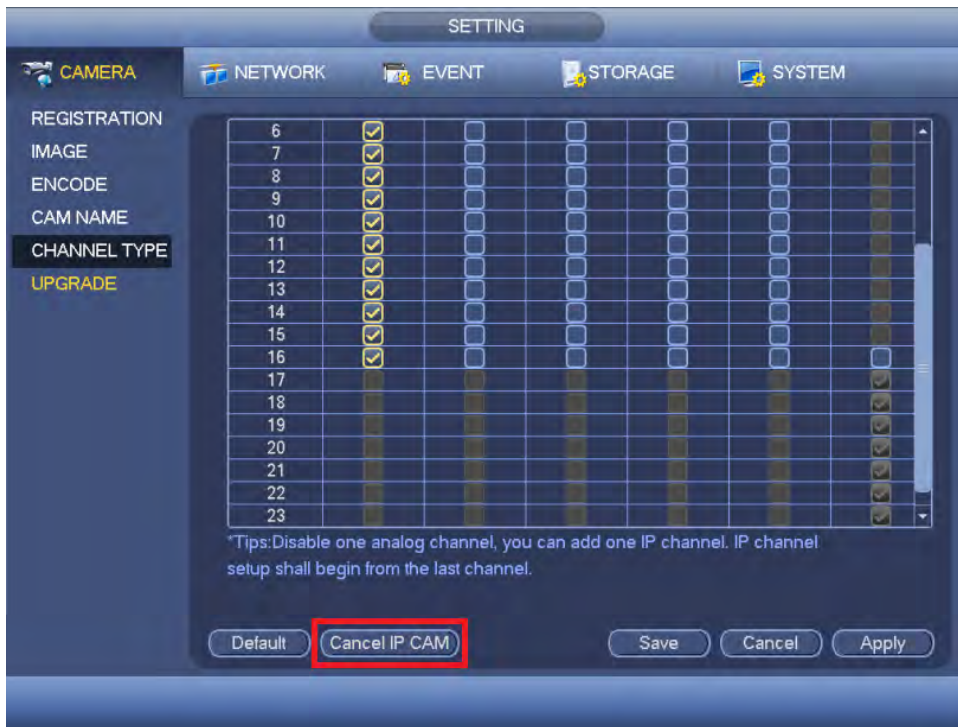 SETTING
CAMERA NETWORK EVENT STORAGE SYSTEM
REGISTRATION
IMAGE
ENCODE
CAM NAME
CHANNEL TYPE
UPGRADE
6
7
8
9
10
11
12
13
14
15
16
17
18
19
20
21
22
23
*Tips:Disable one analog channel, you can add one IP channel. IP channel
setup shall begin from the last channel.
Default Cancel IP CAM Save Cancel Apply